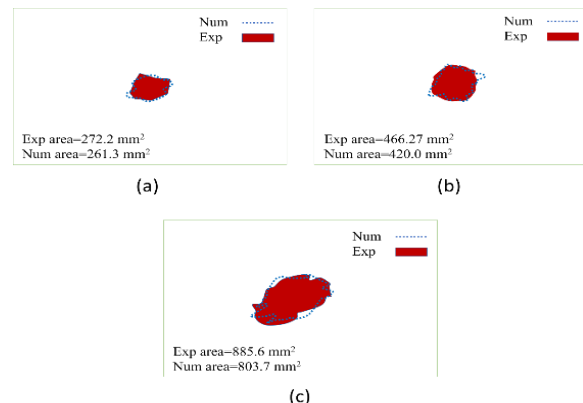 Num
Exp
Exp area=272.2 mm²
Num area=261.3 mm²
(a)
Num
Exp
Exp area=466.27 mm²
Num area=420.0 mm²
(b)
Num
Exp
Exp area=885.6 mm²
Num area=803.7 mm²
(c)